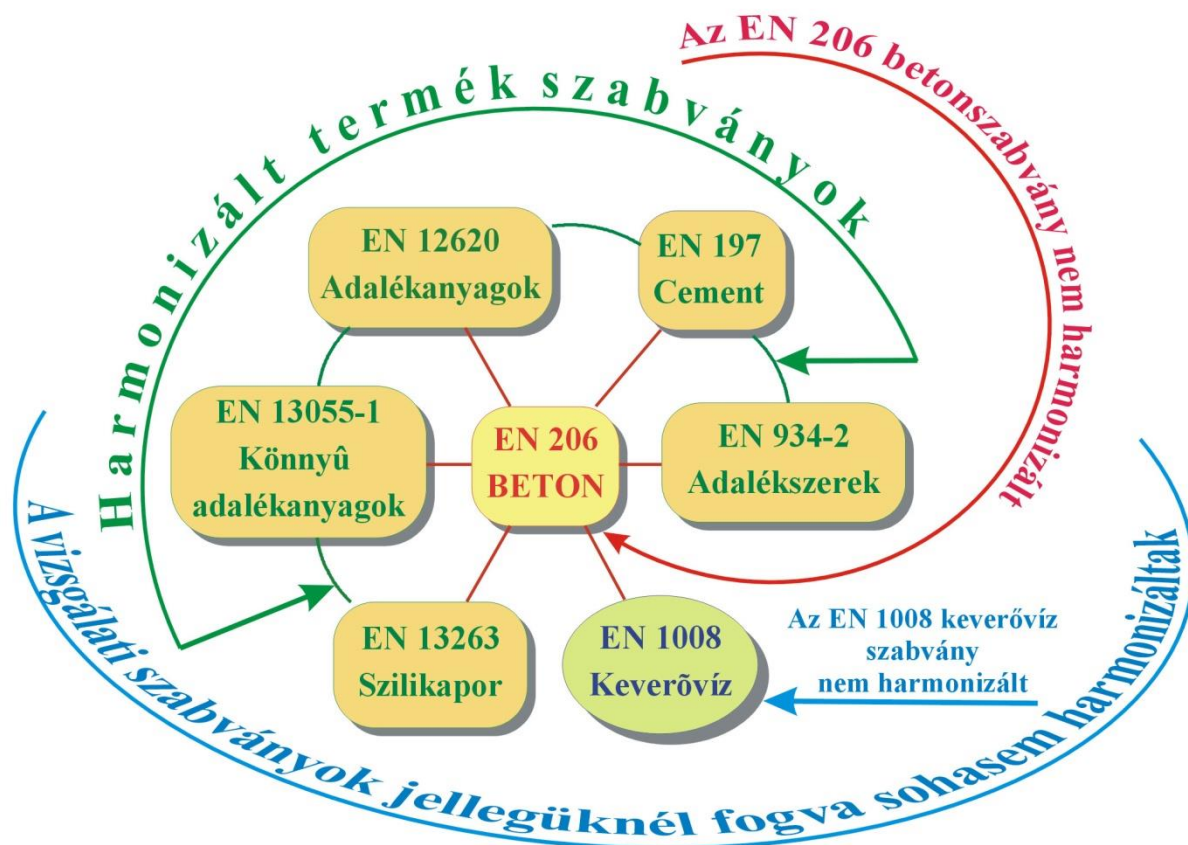 Az EN 206 betonszabvány nem harmonizált
Harmonizált termék szabványok
EN 12620
Adalékanyagok
EN 197
Cement
EN 13055-1
Könnyû
adalékanyagok
EN 206
BETON
EN 934-2
Adalékszerek
EN 13263
Szilikapor
EN 1008
Keverõvíz
Az EN 1008 keverővíz
szabvány
nem harmonizált
A vizsgálati szabványok jellegüknél fogva sohasem harmonizáltak